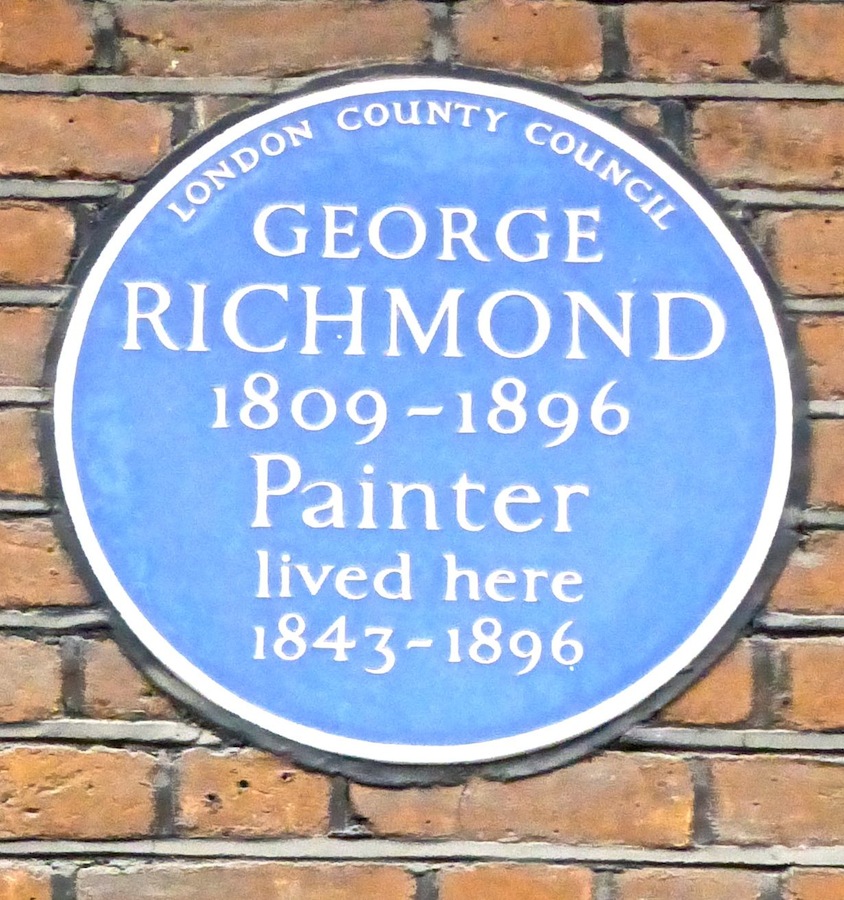 LONDON COUNTY COUNCIL
GEORGE
RICHMOND
1809-1896
Painter
lived here
1843-1896